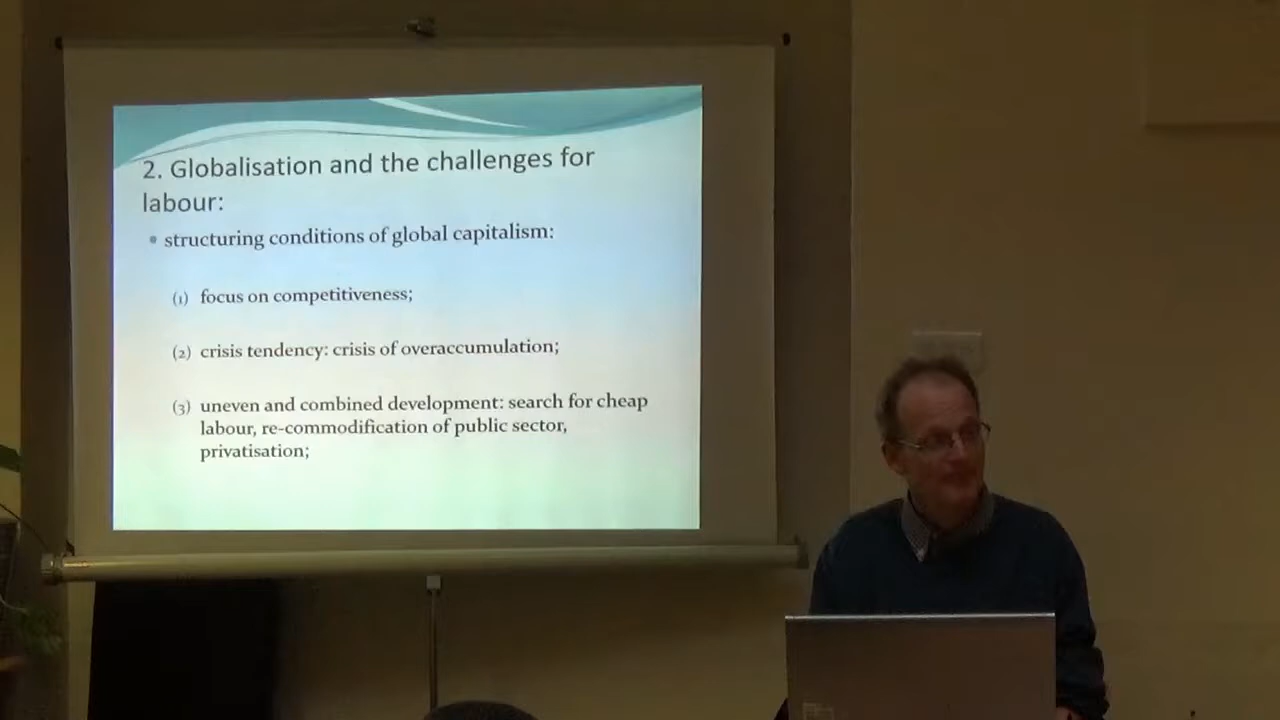 2. Globalisation and the challenges for
labour:
• structuring conditions of global capitalism:
(1) focus on competitiveness;
(2) crisis tendency: crisis of overaccumulation;
(3) uneven and combined development: search for cheap
labour, re-commodification of public sector,
privatisation;